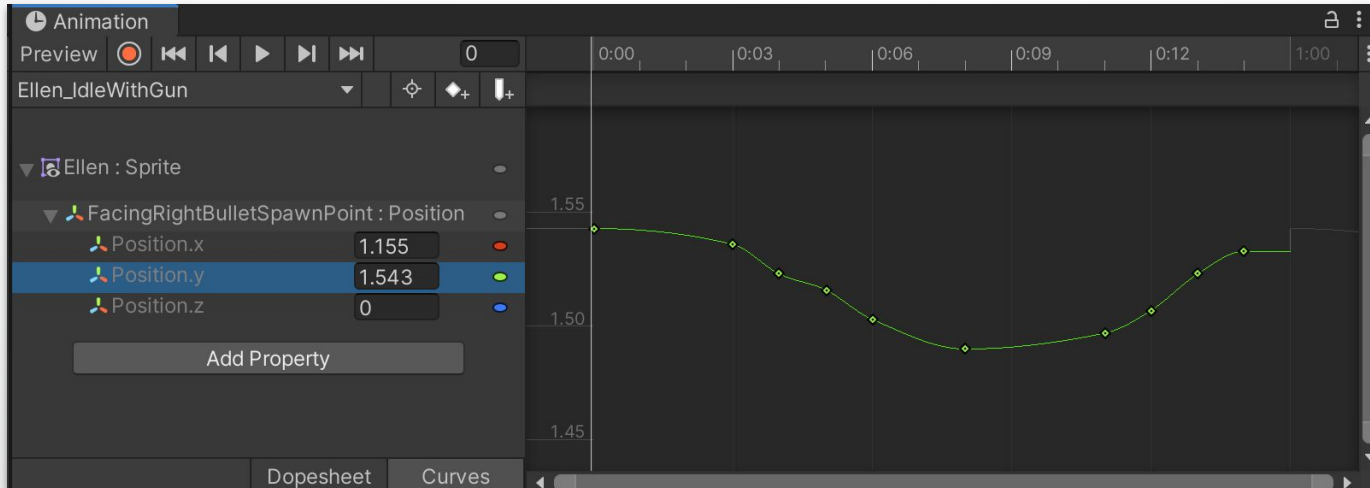 Animation
Preview 0 0:00 0:03 0:06 0:09 0:12 1:00
Ellen_IdleWithGun
Ellen : Sprite
FacingRightBulletSpawnPoint : Position
Position.x 1.155
Position.y 1.543
Position.z 0
Add Property
1.55
1.50
1.45
Dopesheet Curves